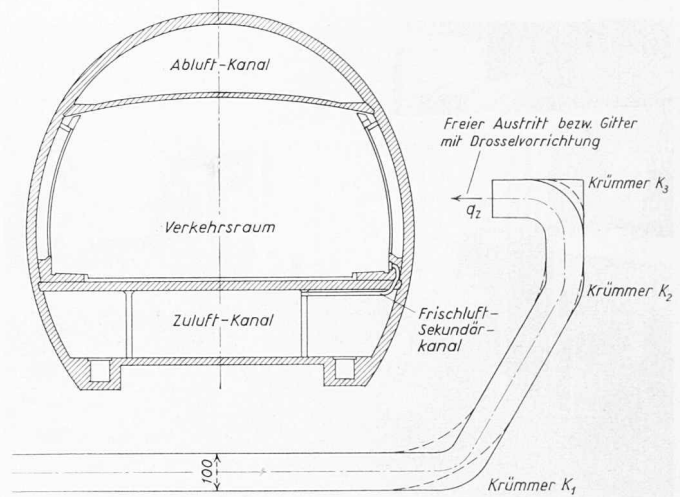 Abluft-Kanal
Freier Austritt bezw. Gitter
mit Drosselvorrichtung
Krümmer K3
qz
Verkehrsraum
Krümmer K2
Zuluft-Kanal
Frischluft-
Sekundär-
kanal
100
Krümmer K1